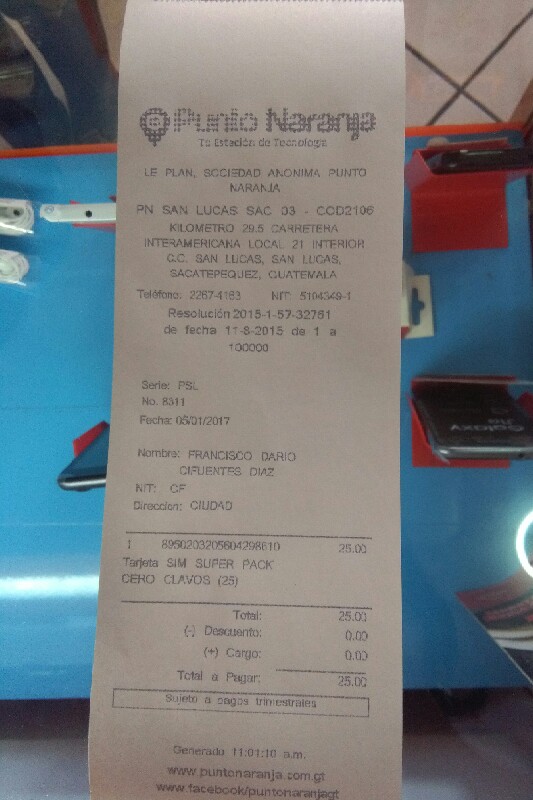 Punto Naranja
Tu Estación de Tecnología
LE PLAN, SOCIEDAD ANONIMA PUNTO
NARANJA
PN SAN LUCAS SAC 03 - COD2106
KILOMETRO 29.5 CARRETERA
INTERAMERICANA LOCAL 21 INTERIOR
C.C. SAN LUCAS, SAN LUCAS,
SACATEPEQUEZ, GUATEMALA
Teléfono: 2267-4183 NIT: 5104349-1
Resolución 2015-1-57-32761
de fecha 11-8-2015 de 1 a
100000
Serie: PSL
No. 8311
Fecha: 05/01/2017
Nombre: FRANCISCO DARIO
CIFUENTES DIAZ
NIT: CF
Direccion: CIUDAD
1 8950203205604298610 25.00
Tarjeta SIM SUPER PACK
CERO CLAVOS (25)
Total: 25.00
(-) Descuento: 0.00
(+) Cargo: 0.00
Total a Pagar: 25.00
Sujeto a pagos trimestrales
Generado 11:01:10 a.m.
www.puntonaranja.com.gt
www.facebook/puntonaranjagt
Galaxy